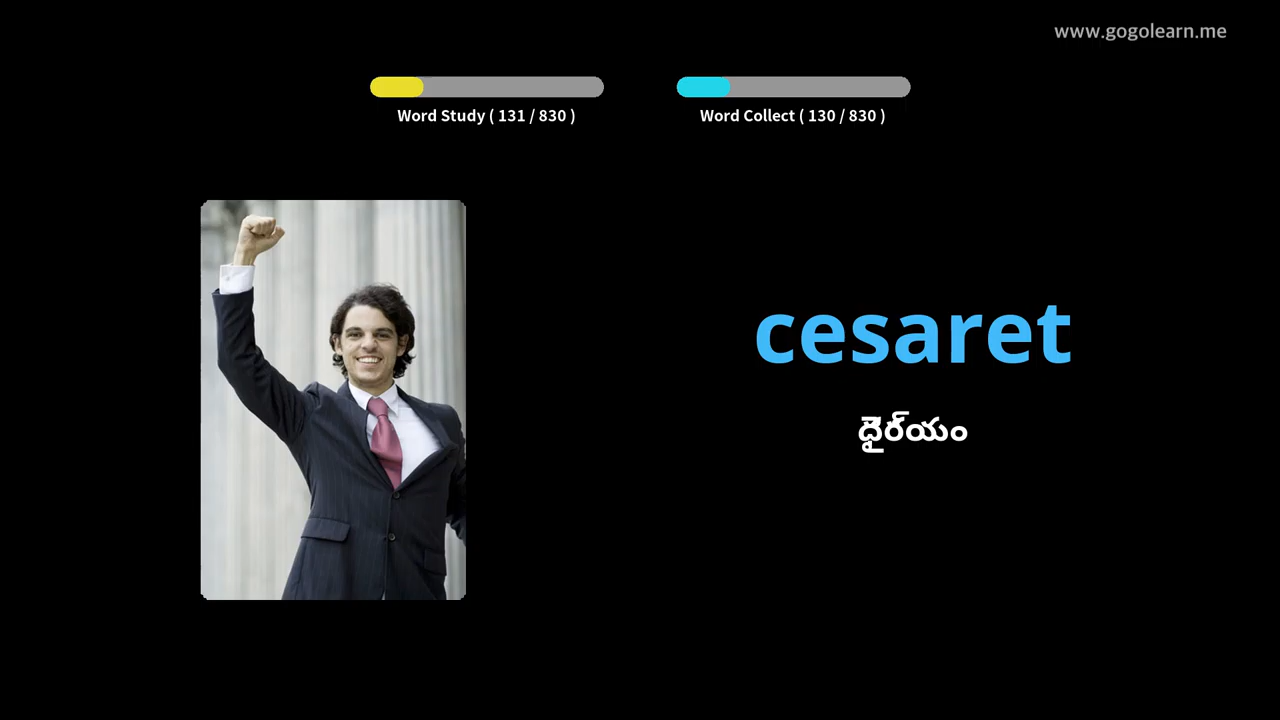 www.gogolearn.me
Word Study ( 131 / 830 )
Word Collect ( 130 / 830 )
cesaret
ధైర్యం